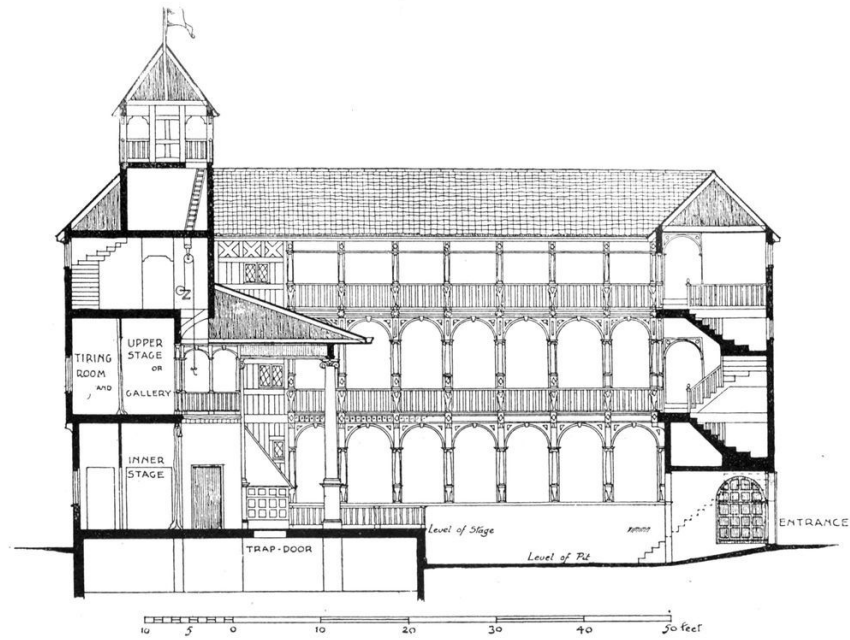 TIRING
ROOM
AND
UPPER
STAGE
OR
GALLERY
INNER
STAGE
TRAP-DOOR
Level of Stage
Level of Pit
ENTRANCE
10 5 0 10 20 30 40 50 feet